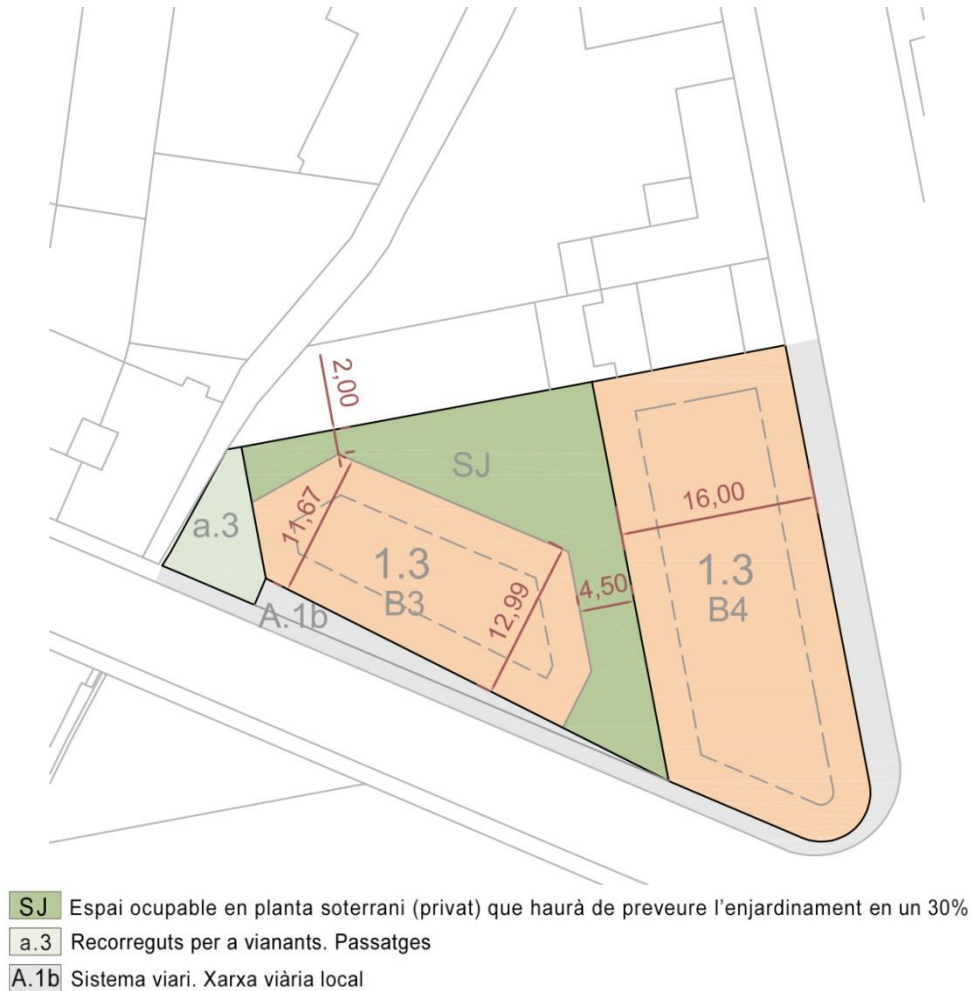 2,00
SJ
11,67
16,00
a.3
1.3
B3
4,50
1.3
B4
12,99
A.1b
SJ Espai ocupable en planta soterrani (privat) que haurà de preveure l’enjardinament en un 30%
a.3 Recorreguts per a vianants. Passatges
A.1b Sistema viari. Xarxa viària local